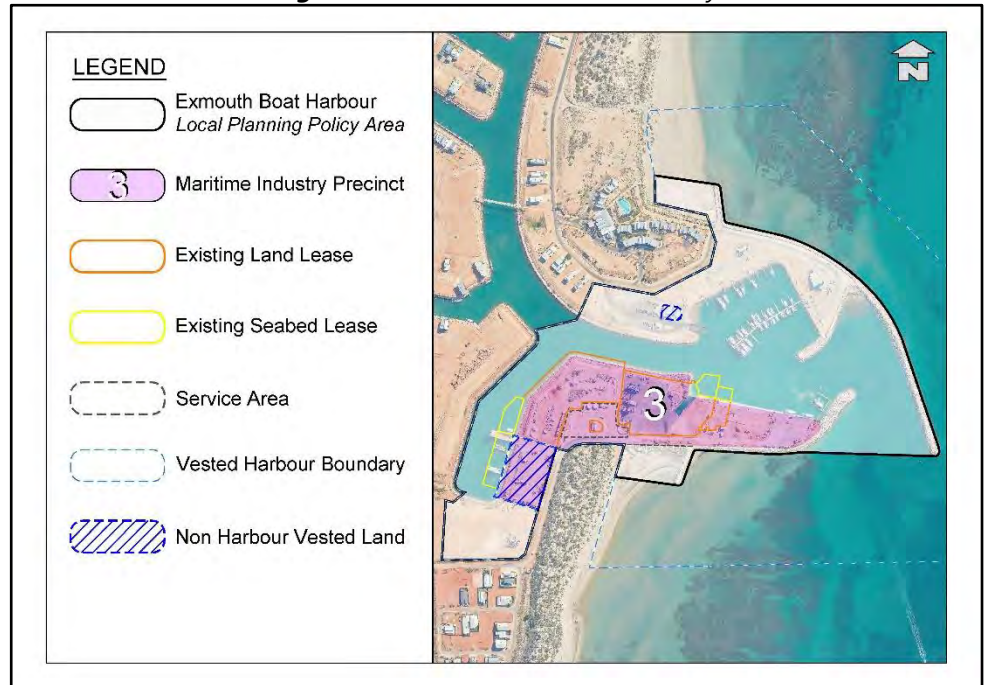 LEGEND
Exmouth Boat Harbour
Local Planning Policy Area
3
Maritime Industry Precinct
Existing Land Lease
Existing Seabed Lease
Service Area
Vested Harbour Boundary
Non Harbour Vested Land
N
3